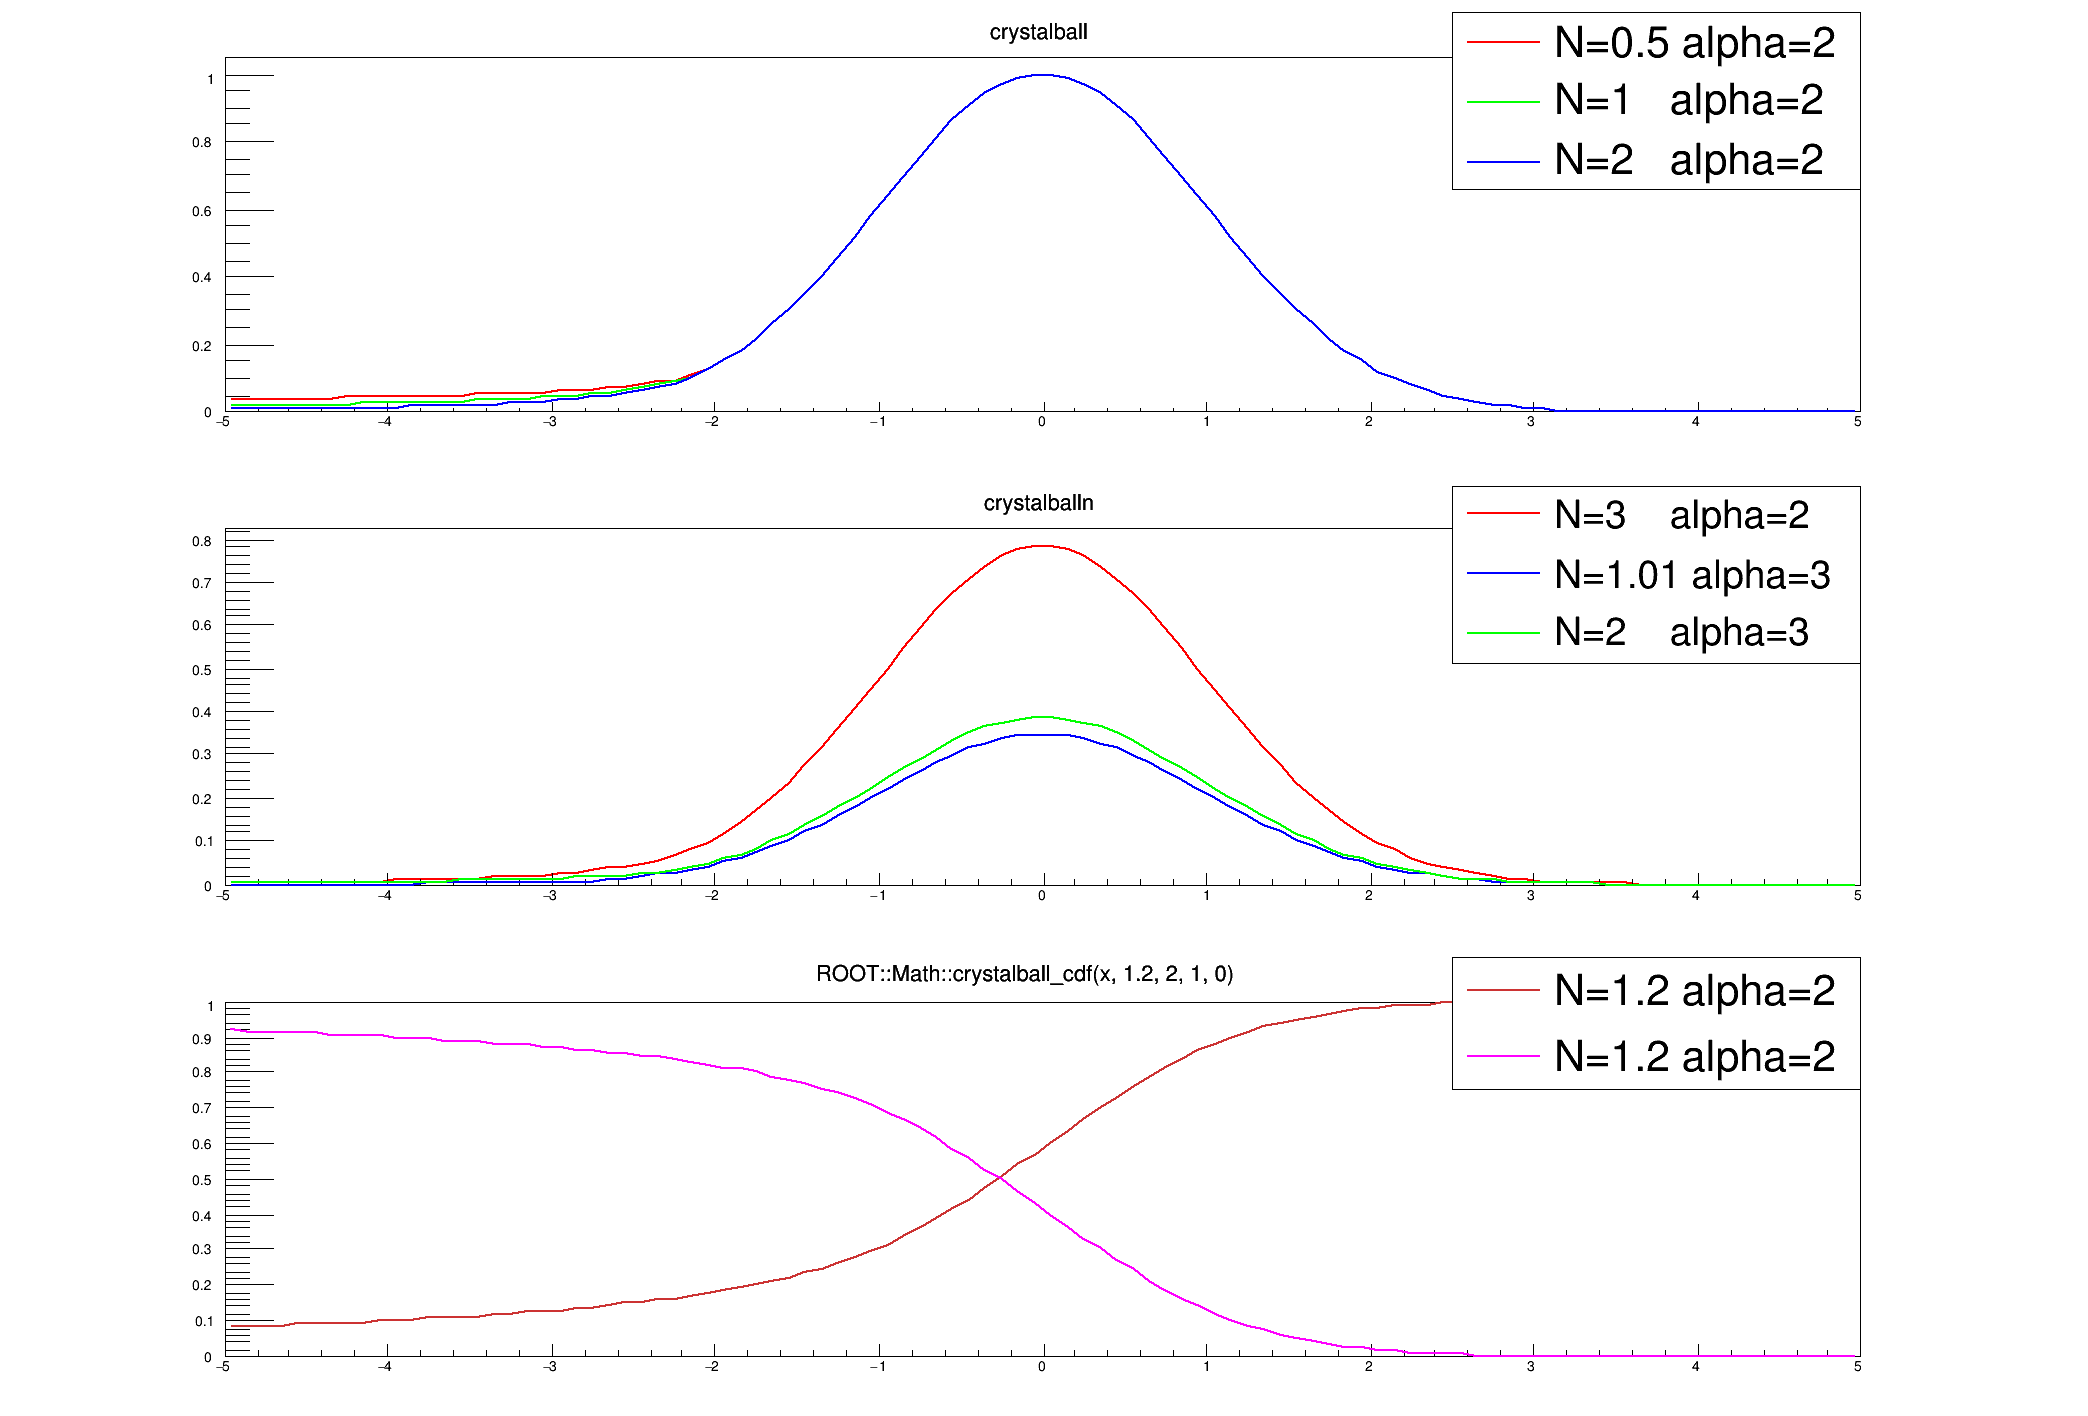 crystalball
N=0.5 alpha=2
N=1 alpha=2
N=2 alpha=2
1
0.8
0.6
0.4
0.2
0
−5 −4 −3 −2 −1 0 1 2 3 4 5
crystalballn
N=3 alpha=2
N=1.01 alpha=3
N=2 alpha=3
0.8
0.7
0.6
0.5
0.4
0.3
0.2
0.1
0
−5 −4 −3 −2 −1 0 1 2 3 4 5
ROOT::Math::crystalball_cdf(x, 1.2, 2, 1, 0)
N=1.2 alpha=2
N=1.2 alpha=2
1
0.9
0.8
0.7
0.6
0.5
0.4
0.3
0.2
0.1
0
−5 −4 −3 −2 −1 0 1 2 3 4 5